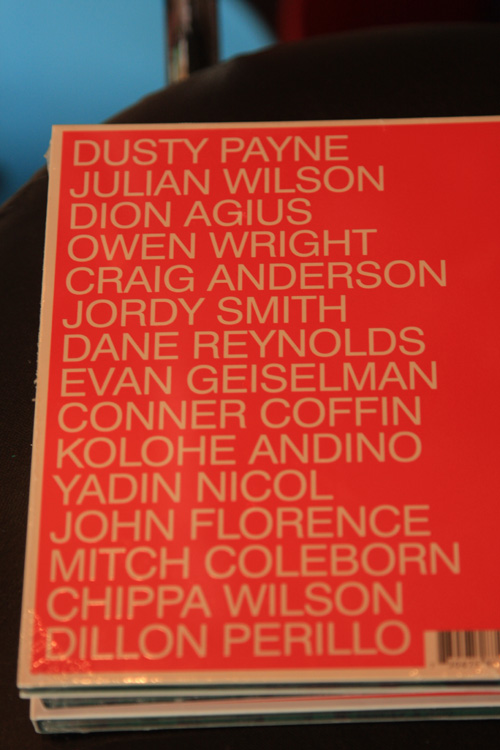 DUSTY PAYNE
JULIAN WILSON
DION AGIUS
OWEN WRIGHT
CRAIG ANDERSON
JORDY SMITH
DANE REYNOLDS
EVAN GEISELMAN
CONNER COFFIN
KOLOHE ANDINO
YADIN NICOL
JOHN FLORENCE
MITCH COLEBORN
CHIPPA WILSON
DILLON PERILLO